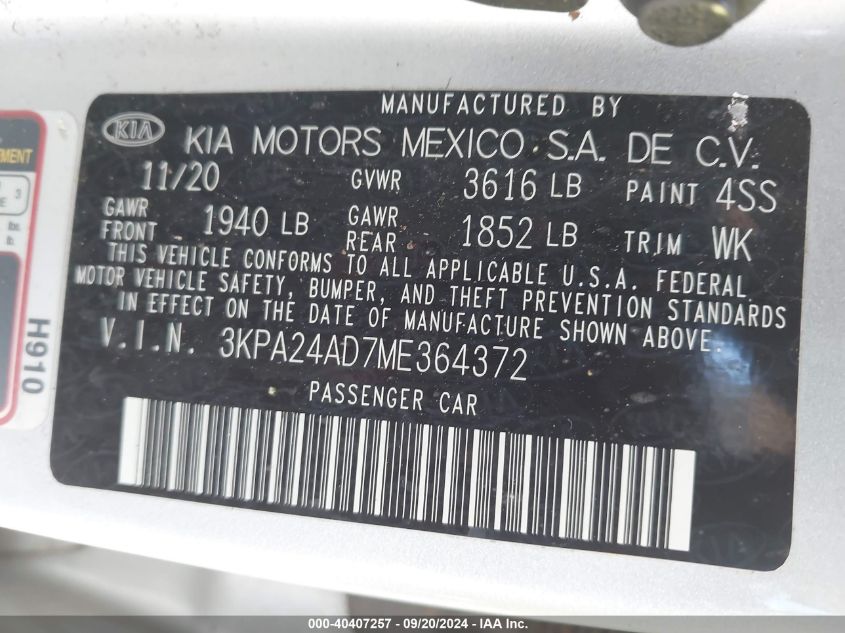 MANUFACTURED BY
KIA KIA MOTORS MEXICO S.A. DE C.V.
11/20 GVWR 3616 LB PAINT 4SS
GAWR FRONT 1940 LB GAWR REAR 1852 LB TRIM WK
THIS VEHICLE CONFORMS TO ALL APPLICABLE U.S.A. FEDERAL
MOTOR VEHICLE SAFETY, BUMPER, AND THEFT PREVENTION STANDARDS
IN EFFECT ON THE DATE OF MANUFACTURE SHOWN ABOVE.
V.I.N. 3KPA24AD7ME364372
PASSENGER CAR
3
H910
000-40407257 - 09/20/2024 - IAA, LLC.